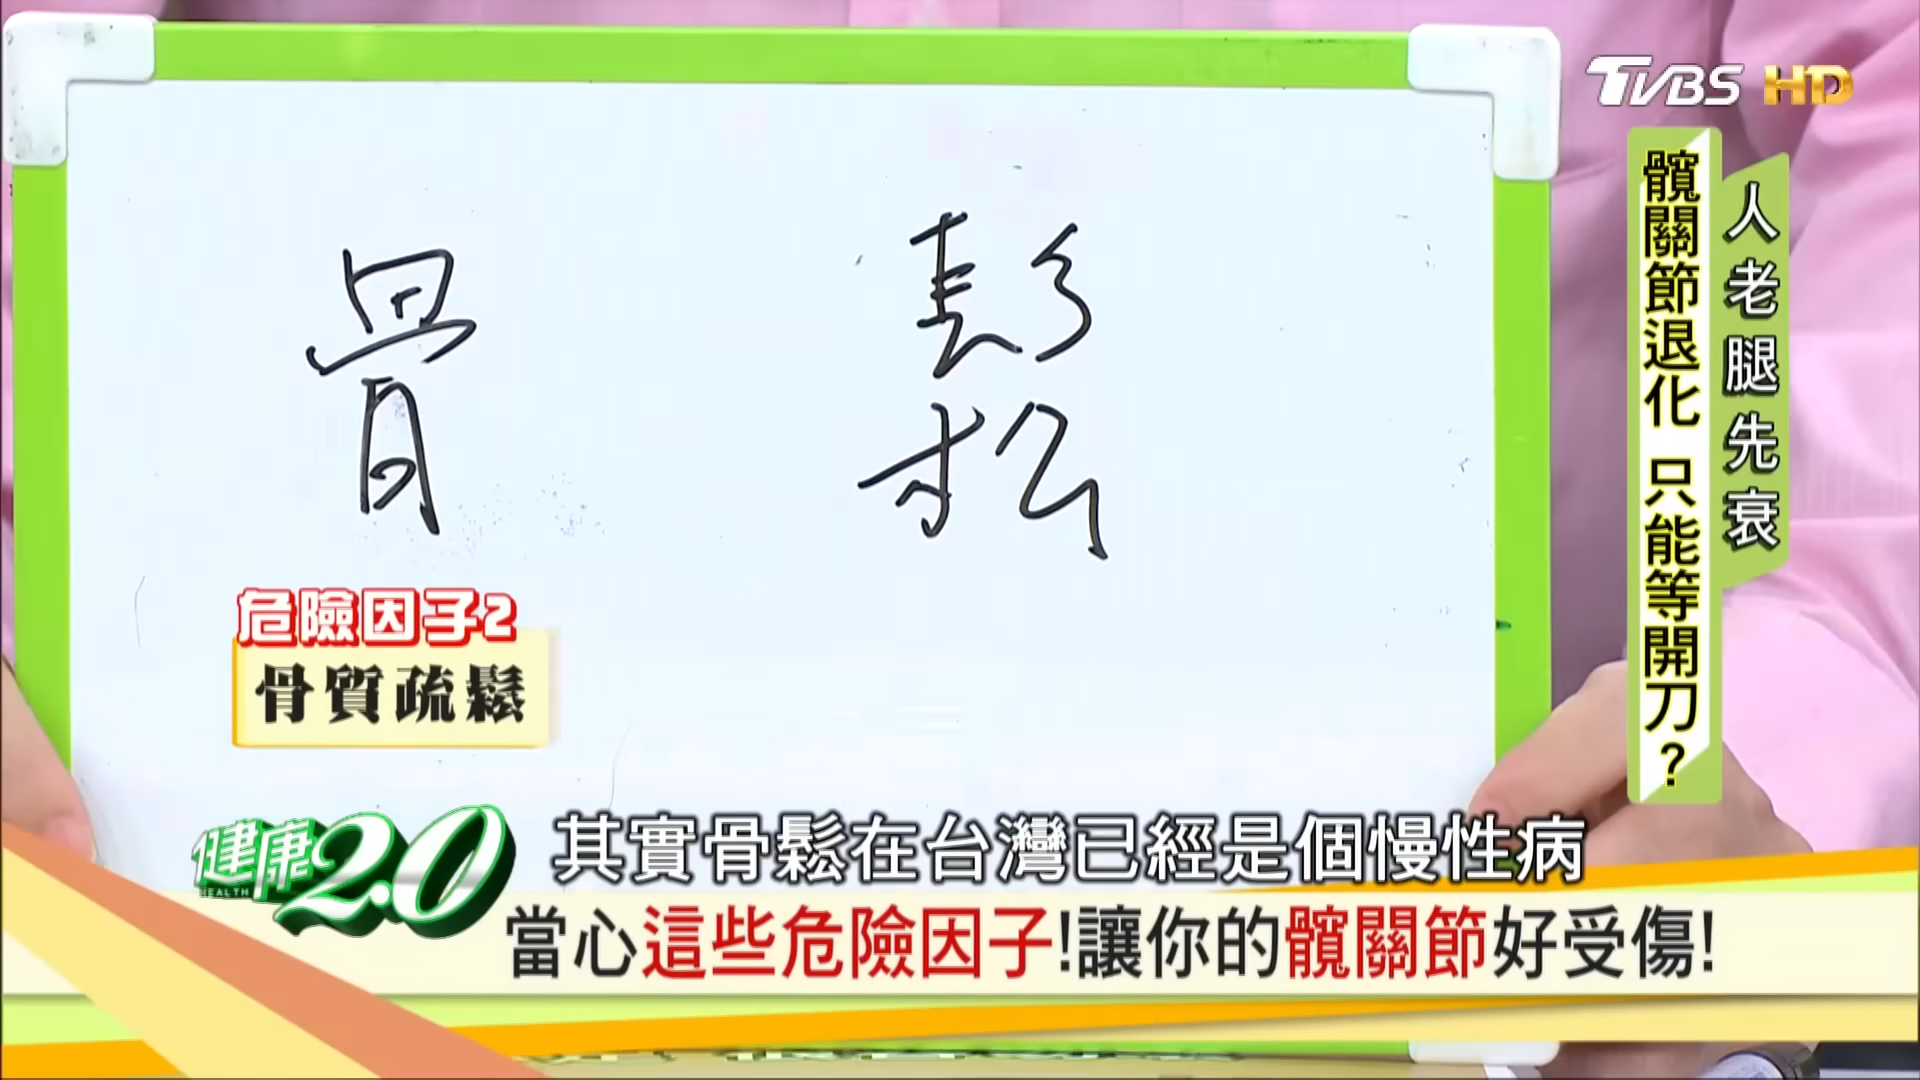 TVBS HD
人老腿先衰
髖關節退化 只能等開刀?
骨鬆
危險因子2
骨質疏鬆
健康2.0
HEALTH
其實骨鬆在台灣已經是個慢性病
當心這些危險因子!讓你的髖關節好受傷!